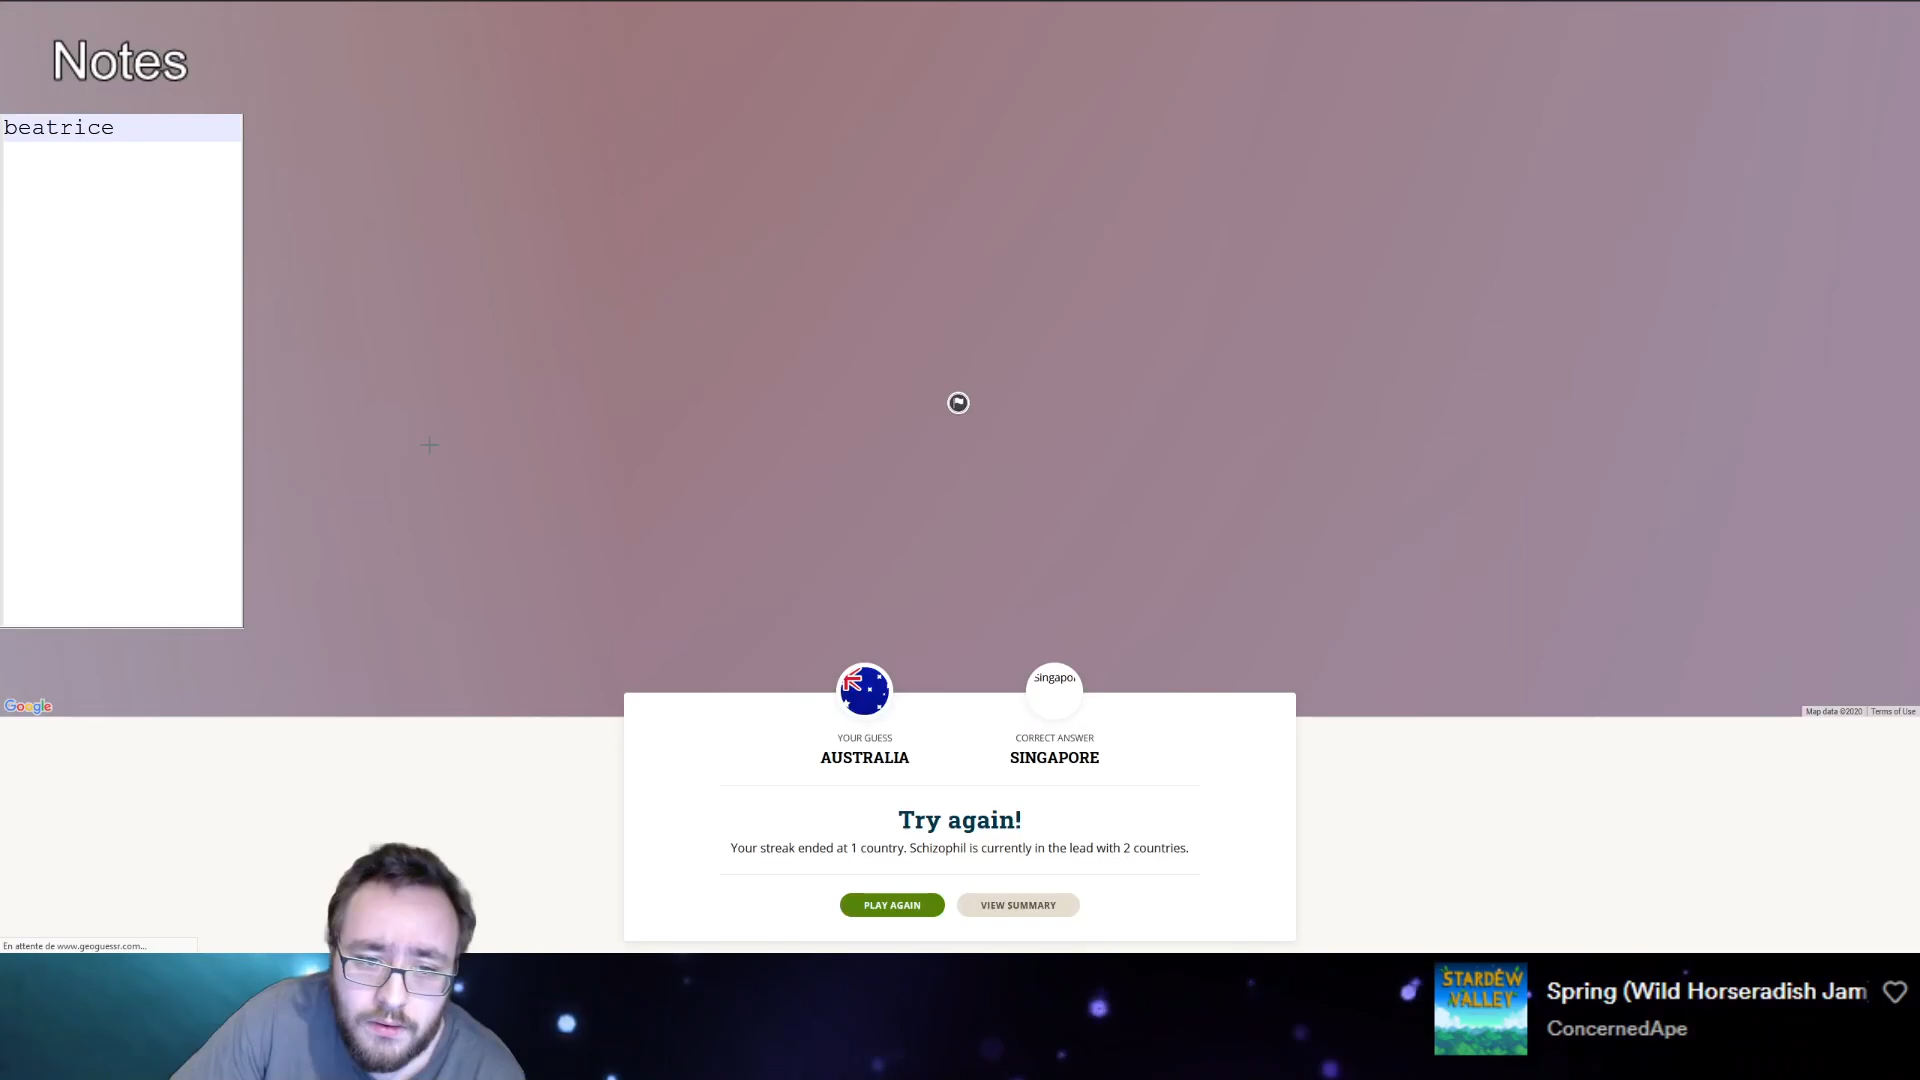 Notes
beatrice
Google
Map data ©2020
Terms of Use
Singapor
YOUR GUESS
AUSTRALIA
CORRECT ANSWER
SINGAPORE
Try again!
Your streak ended at 1 country. Schizophil is currently in the lead with 2 countries.
PLAY AGAIN
VIEW SUMMARY
En attente de www.geoguessr.com...
STARDEW
VALLEY
Spring (Wild Horseradish Jam
ConcernedApe